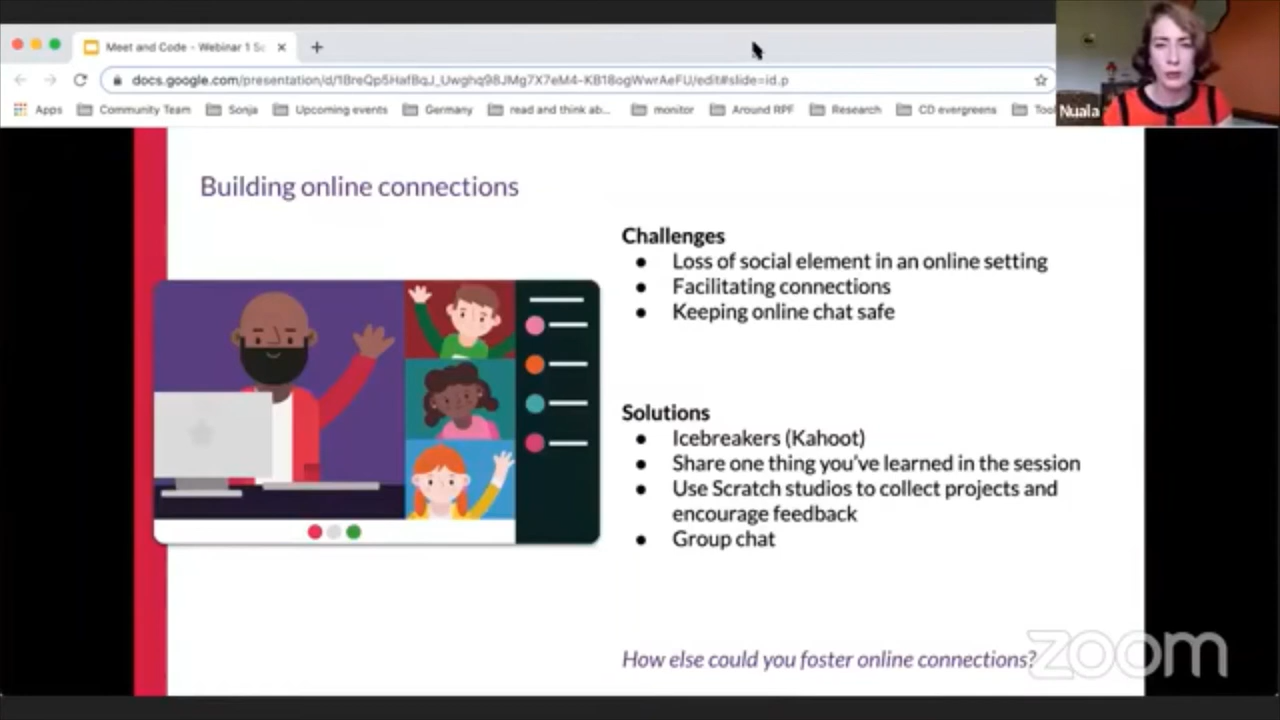 Meet and Code - Webinar 1 Sc
docs.google.com/presentation/d/1BreQp5HafBqJ_Uwghq98JMg7X7eM4-KB18ogWwrAeFU/edit#slide=id.p
Apps Community Team Sonja Upcoming events Germany read and think ab... monitor Around RPF Research CD evergreens Too
Nuala
Building online connections
Challenges
● Loss of social element in an online setting
● Facilitating connections
● Keeping online chat safe
Solutions
● Icebreakers (Kahoot)
● Share one thing you've learned in the session
● Use Scratch studios to collect projects and
encourage feedback
● Group chat
How else could you foster online connections?
zoom